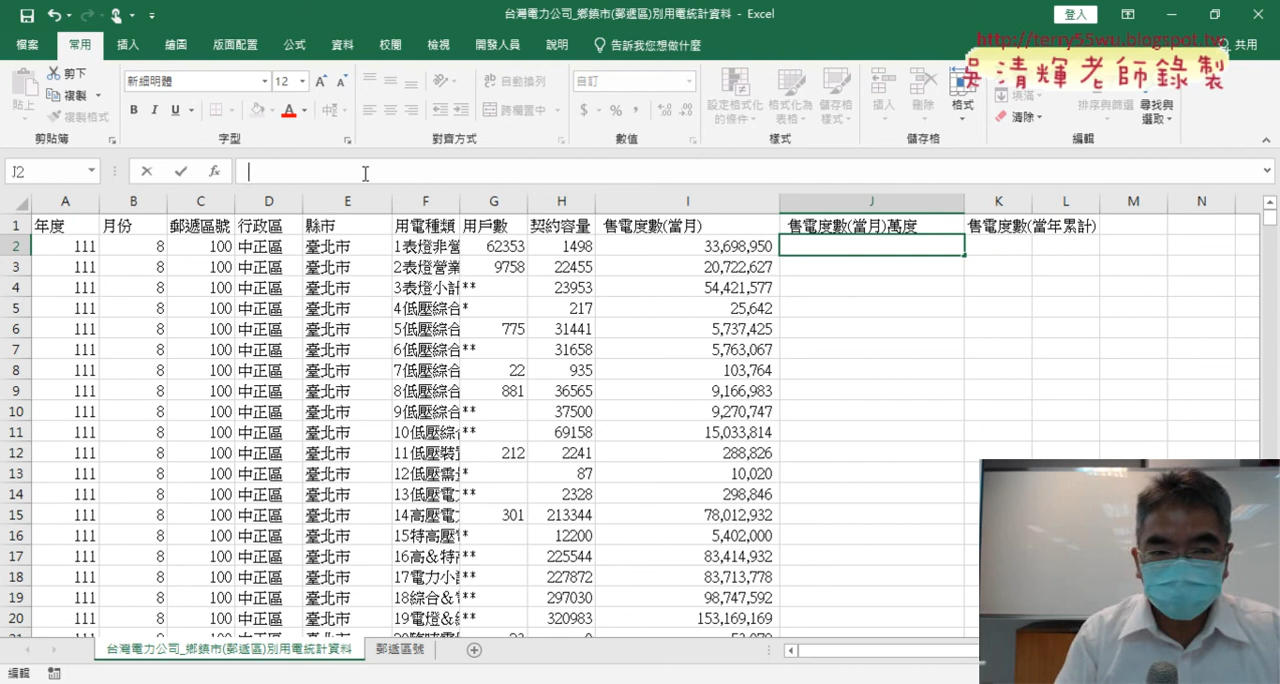 台灣電力公司_鄉鎮市(郵遞區)別用電統計資料 - Excel
登入
檔案 常用 插入 繪圖 版面配置 公式 資料 校閱 檢視 開發人員 說明 告訴我您想做什麼 共用
http://terry55wu.blogspot.tw
吳清輝老師錄製
剪下
複製
複製格式
貼上
剪貼簿
新細明體 12
B I U A
字型
自動換列
跨欄置中
對齊方式
自訂
$ % ,
數值
設定格式化的條件
格式化為表格
儲存格樣式
樣式
插入 刪除 格式
儲存格
填滿
清除
排序與篩選
尋找與選取
編輯
J2 fx
A B C D E F G H I J K L M N
1 年度 月份 郵遞區號 行政區 縣市 用電種類 用戶數 契約容量 售電度數(當月) 售電度數(當月)萬度 售電度數(當年累計)
2 111 8 100 中正區 臺北市 1表燈非營 62353 1498 33,698,950
3 111 8 100 中正區 臺北市 2表燈營業 9758 22455 20,722,627
4 111 8 100 中正區 臺北市 3表燈小計 ** 23953 54,421,577
5 111 8 100 中正區 臺北市 4低壓綜合 * 217 25,642
6 111 8 100 中正區 臺北市 5低壓綜合 775 31441 5,737,425
7 111 8 100 中正區 臺北市 6低壓綜合 ** 31658 5,763,067
8 111 8 100 中正區 臺北市 7低壓綜合 22 935 103,764
9 111 8 100 中正區 臺北市 8低壓綜合 881 36565 9,166,983
10 111 8 100 中正區 臺北市 9低壓綜合 ** 37500 9,270,747
11 111 8 100 中正區 臺北市 10低壓綜 ** 69158 15,033,814
12 111 8 100 中正區 臺北市 11低壓裝 212 2241 288,826
13 111 8 100 中正區 臺北市 12低壓需 * 87 10,020
14 111 8 100 中正區 臺北市 13低壓電 ** 2328 298,846
15 111 8 100 中正區 臺北市 14高壓電 301 213344 78,012,932
16 111 8 100 中正區 臺北市 15特高壓 * 12200 5,402,000
17 111 8 100 中正區 臺北市 16高&特 ** 225544 83,414,932
18 111 8 100 中正區 臺北市 17電力小 ** 227872 83,713,778
19 111 8 100 中正區 臺北市 18綜合& ** 297030 98,747,592
20 111 8 100 中正區 臺北市 19電燈& ** 320983 153,169,169
台灣電力公司_鄉鎮市(郵遞區)別用電統計資料 郵遞區號
編輯